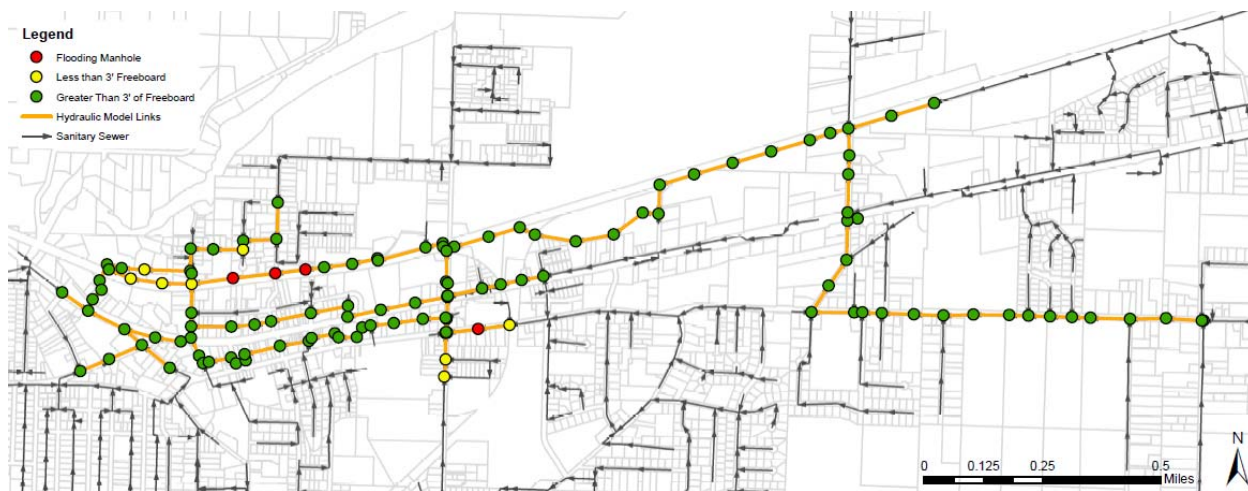 Legend
Flooding Manhole
Less than 3' Freeboard
Greater Than 3' of Freeboard
Hydraulic Model Links
Sanitary Sewer
N
0 0.125 0.25 0.5
Miles